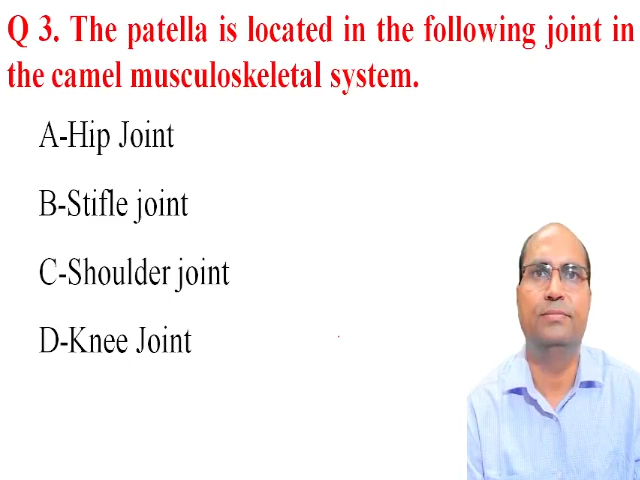 Q 3. The patella is located in the following joint in
the camel musculoskeletal system.
A-Hip Joint
B-Stifle joint
C-Shoulder joint
D-Knee Joint